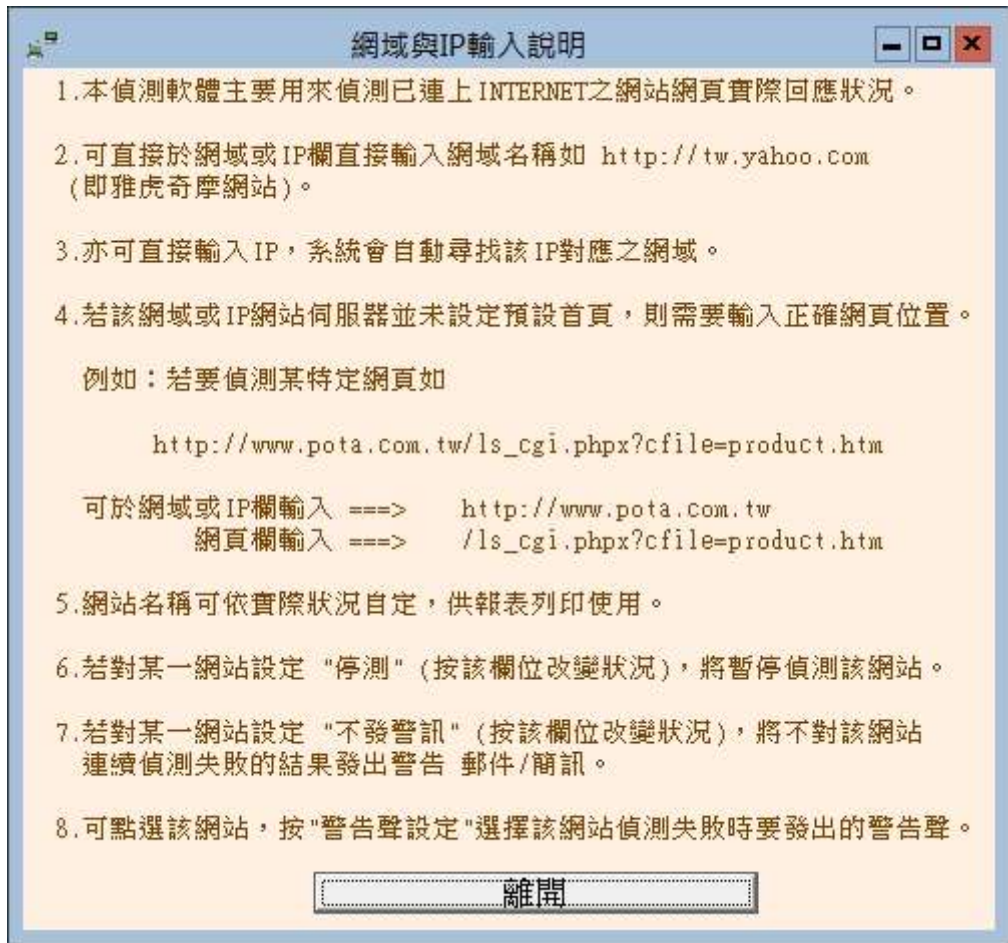 網域與IP輸入說明
1.本偵測軟體主要用來偵測已連上INTERNET之網站網頁實際回應狀況。
2.可直接於網域或IP欄直接輸入網域名稱如 http://tw.yahoo.com
(即雅虎奇摩網站)。
3.亦可直接輸入IP，系統會自動尋找該IP對應之網域。
4.若該網域或IP網站伺服器並未設定預設首頁，則需要輸入正確網頁位置。
例如：若要偵測某特定網頁如
http://www.pota.com.tw/ls_cgi.phpx?cfile=product.htm
可於網域或IP欄輸入 ===> http://www.pota.com.tw
網頁欄輸入 ===> /ls_cgi.phpx?cfile=product.htm
5.網站名稱可依實際狀況自定，供報表列印使用。
6.若對某一網站設定 "停測" (按該欄位改變狀況)，將暫停偵測該網站。
7.若對某一網站設定 "不發警訊" (按該欄位改變狀況)，將不對該網站
連續偵測失敗的結果發出警告 郵件/簡訊。
8.可點選該網站，按"警告聲設定"選擇該網站偵測失敗時要發出的警告聲。
離開